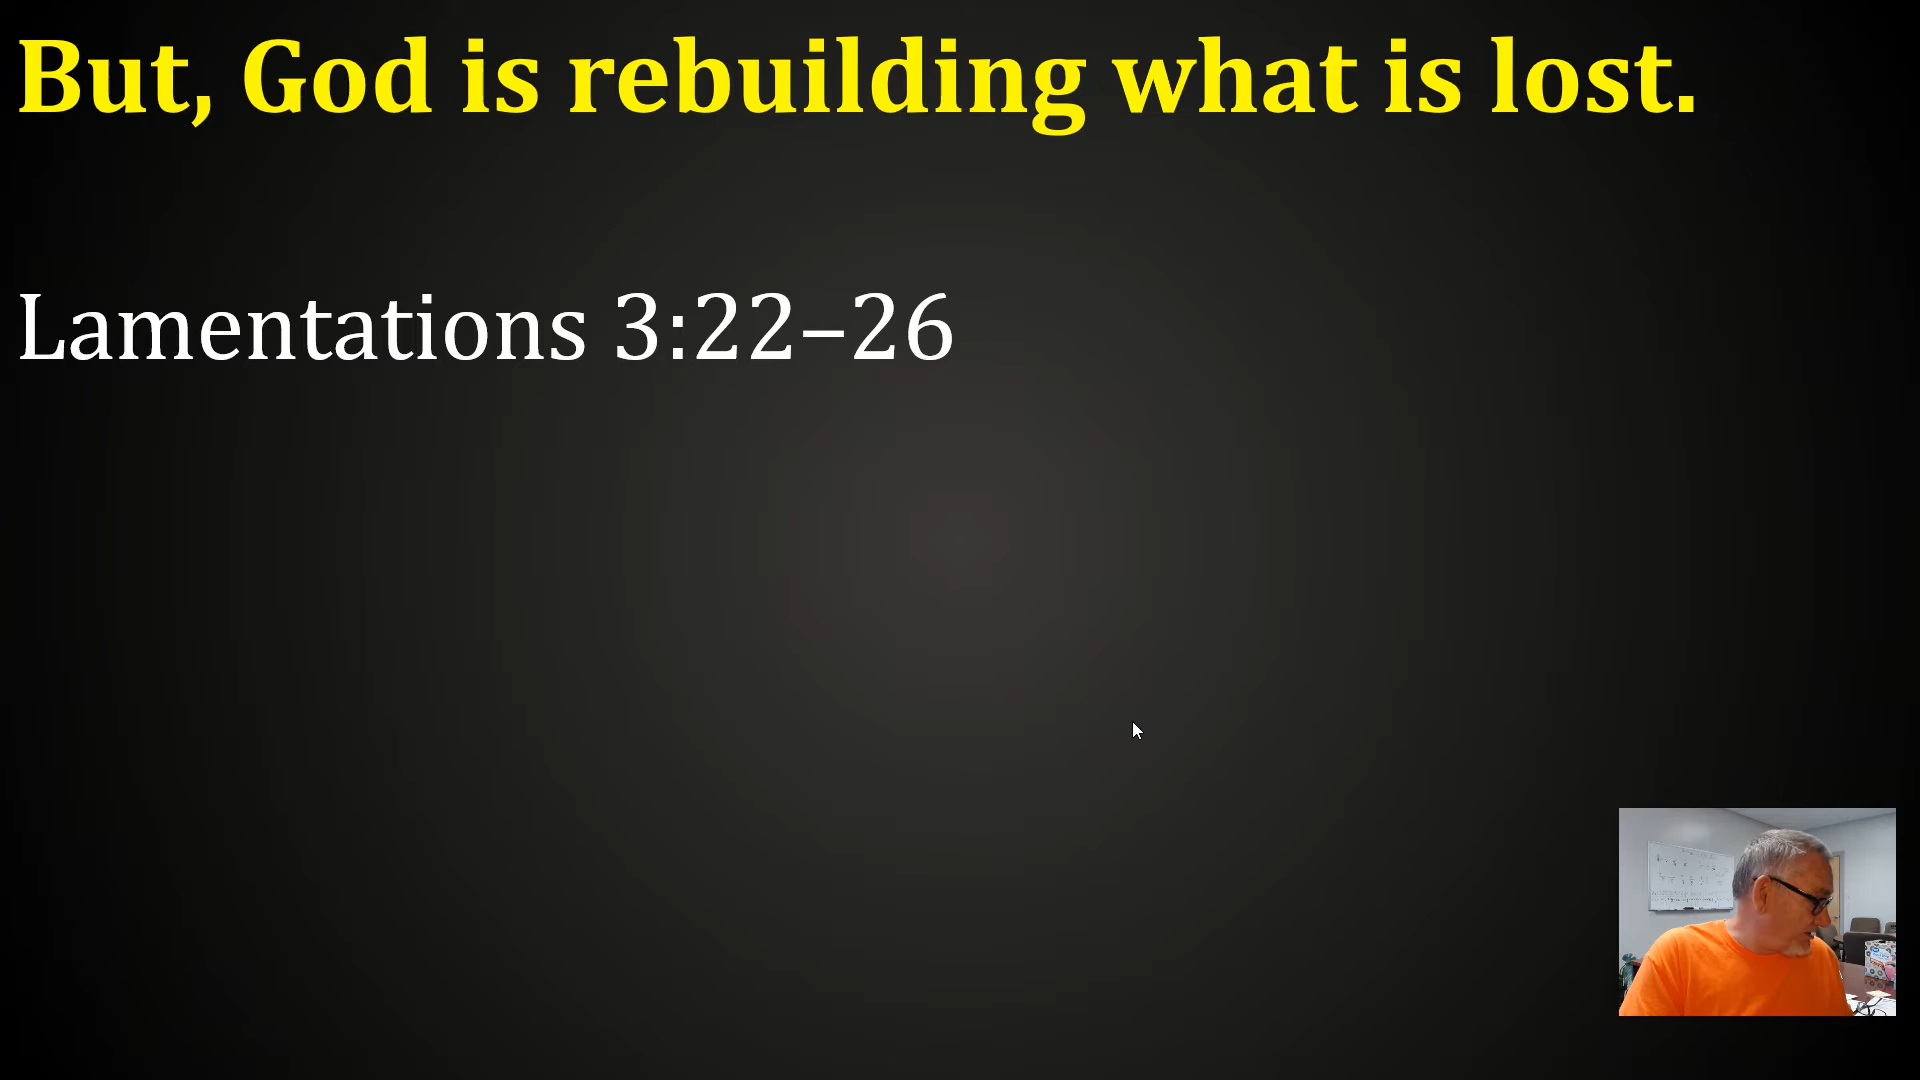 But, God is rebuilding what is lost.
Lamentations 3:22–26